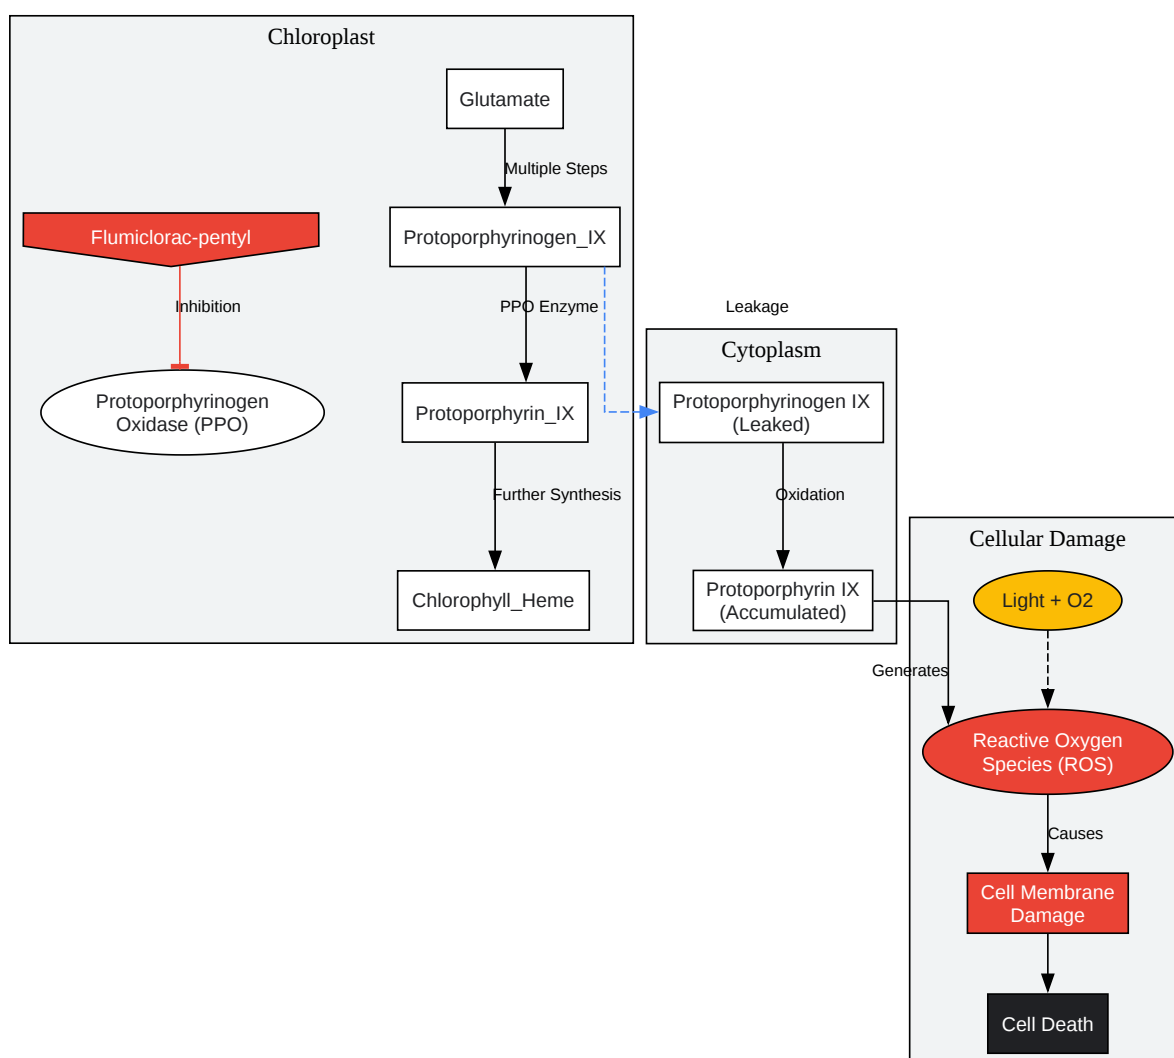 Chloroplast
Glutamate
Multiple Steps
Flumiclorac-pentyl
Protoporphyrinogen_IX
Inhibition
PPO Enzyme
Leakage
Protoporphyrinogen
Oxidase (PPO)
Protoporphyrin_IX
Further Synthesis
Chlorophyll_Heme
Cytoplasm
Protoporphyrinogen IX
(Leaked)
Oxidation
Protoporphyrin IX
(Accumulated)
Generates
Cellular Damage
Light + O2
Reactive Oxygen
Species (ROS)
Causes
Cell Membrane
Damage
Cell Death